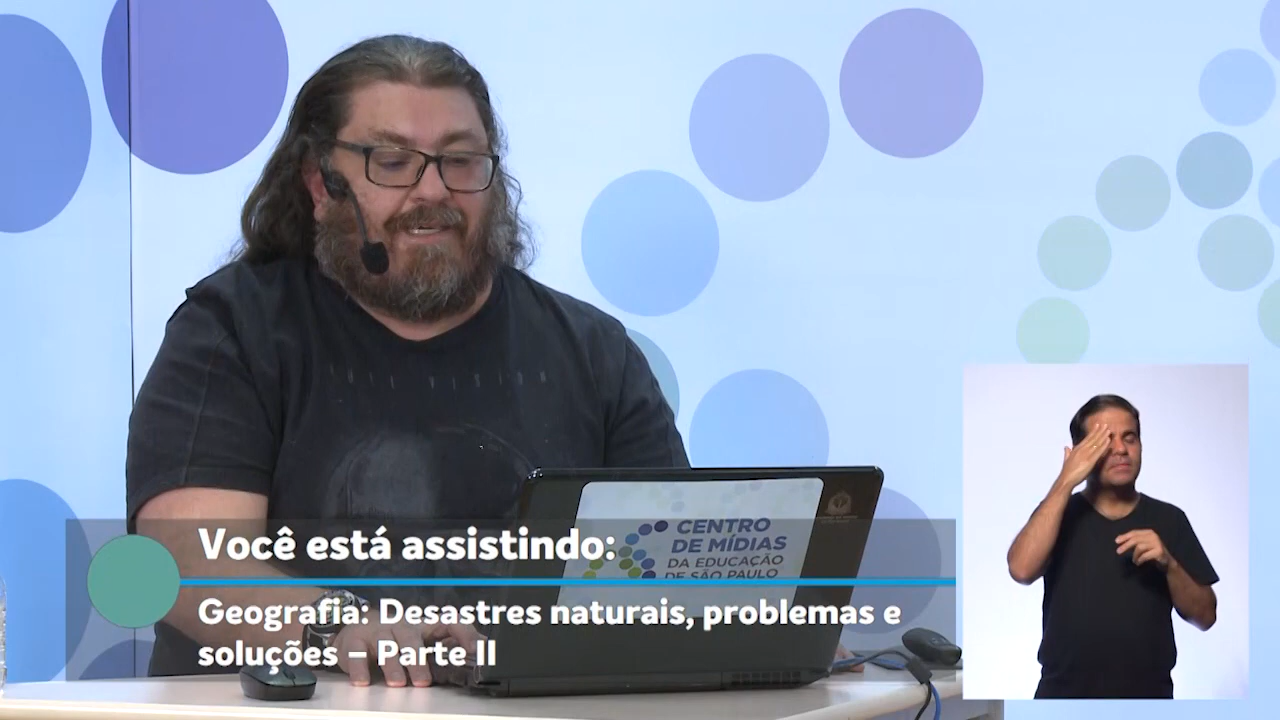 Você está assistindo:
CENTRO
DE MÍDIAS
DA EDUCAÇÃO
DE SÃO PAULO
Geografia: Desastres naturais, problemas e
soluções – Parte II